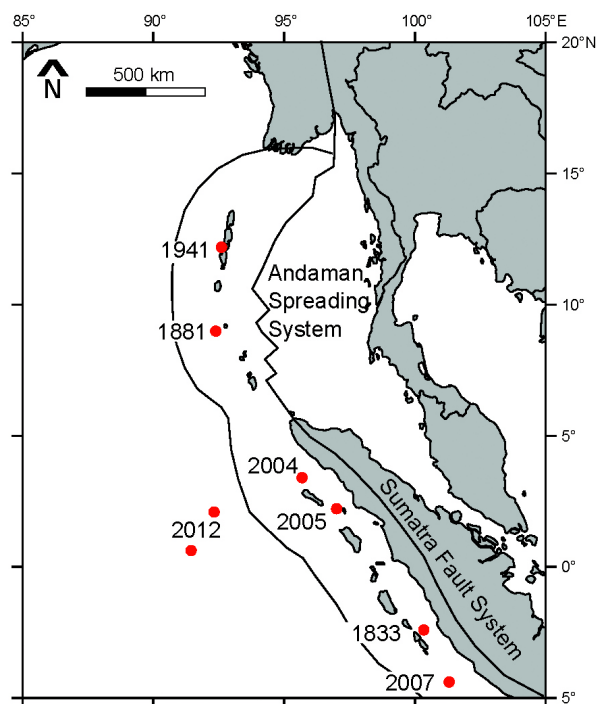 85°
90°
95°
100°
105°E
20°N
500 km
N
15°
1941
Andaman
Spreading
System
10°
1881
5°
2004
2005
Sumatra Fault System
2012
0°
1833
2007
5°